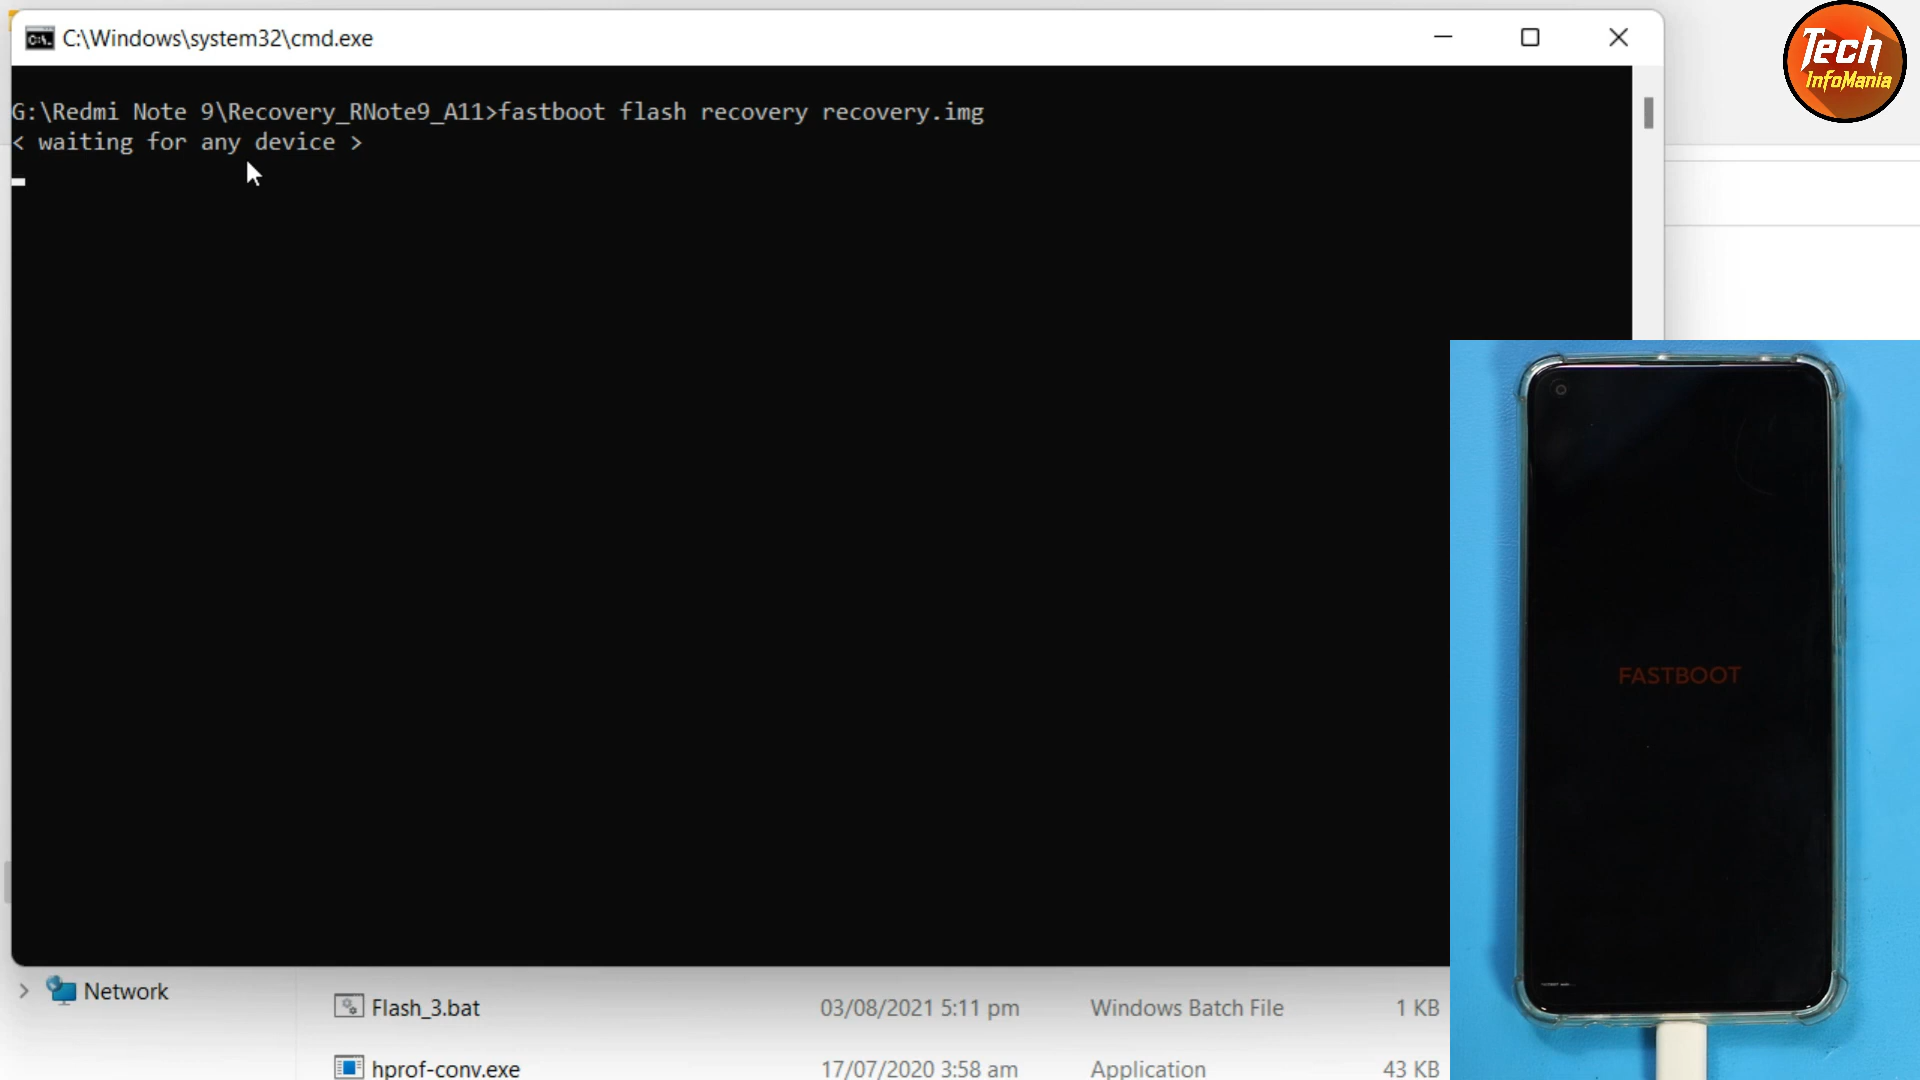 C:\Windows\system32\cmd.exe
Tech
InfoMania
G:\Redmi Note 9\Recovery_RNote9_A11>fastboot flash recovery recovery.img
< waiting for any device >
FASTBOOT
Network
Flash_3.bat 03/08/2021 5:11 pm Windows Batch File 1 KB
hprof-conv.exe 17/07/2020 3:58 am Application 43 KB